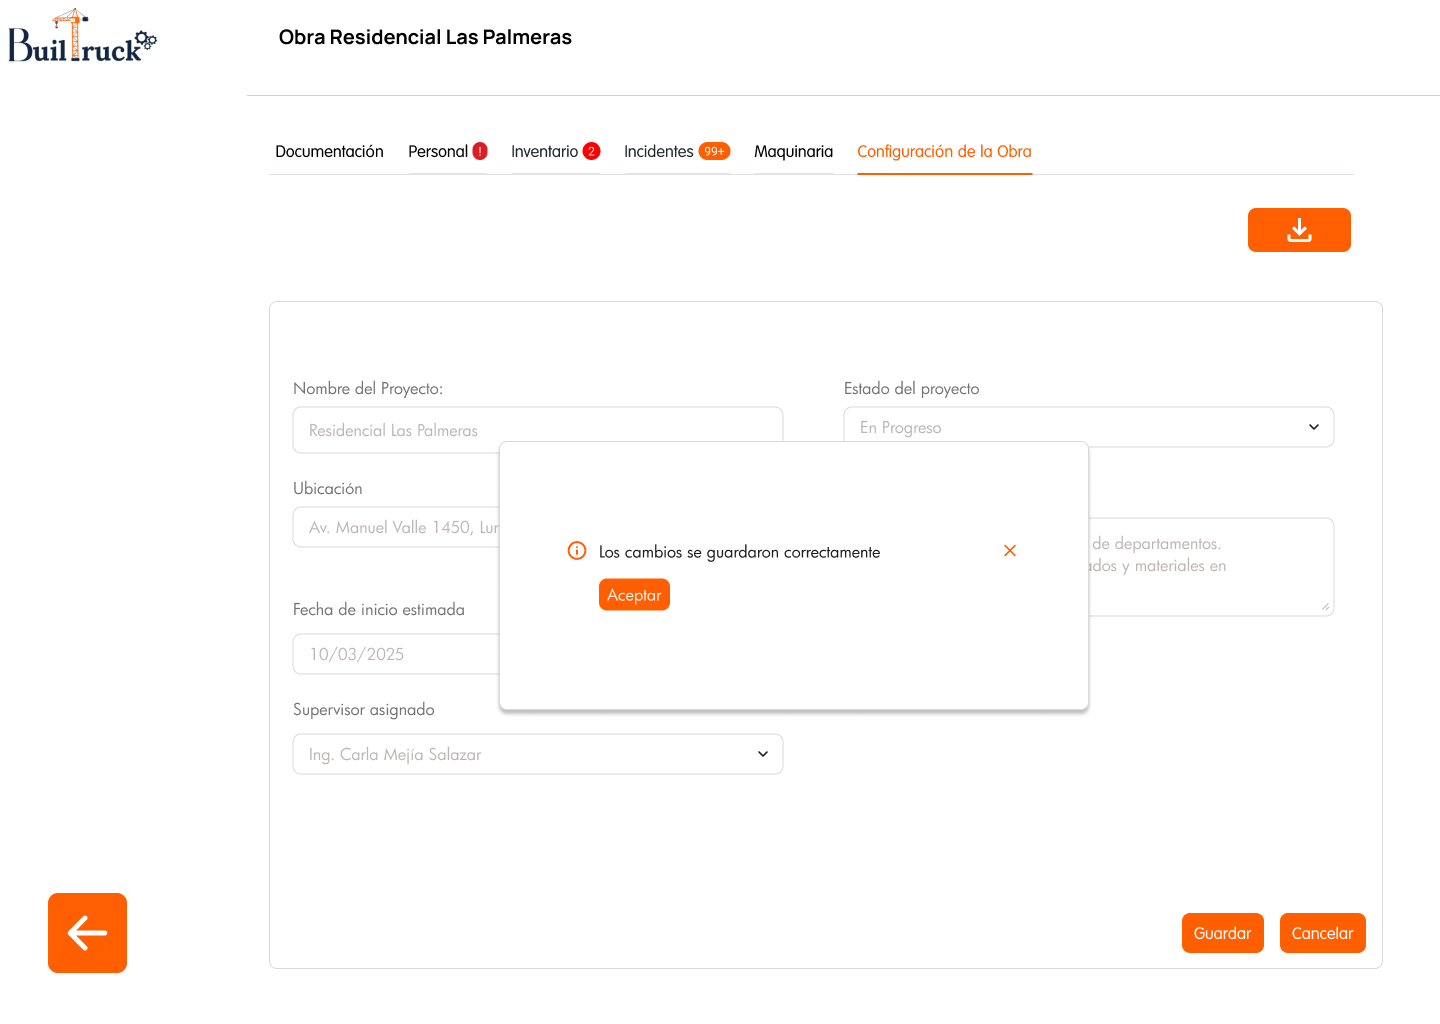 BuilTruck
Obra Residencial Las Palmeras
Documentación Personal ! Inventario 2 Incidentes 99+ Maquinaria Configuración de la Obra
Nombre del Proyecto: Estado del proyecto
Residencial Las Palmeras En Progreso
Ubicación
Av. Manuel Valle 1450, Lur
de departamentos.
ados y materiales en
Los cambios se guardaron correctamente
Aceptar
Fecha de inicio estimada
10/03/2025
Supervisor asignado
Ing. Carla Mejía Salazar
Guardar Cancelar